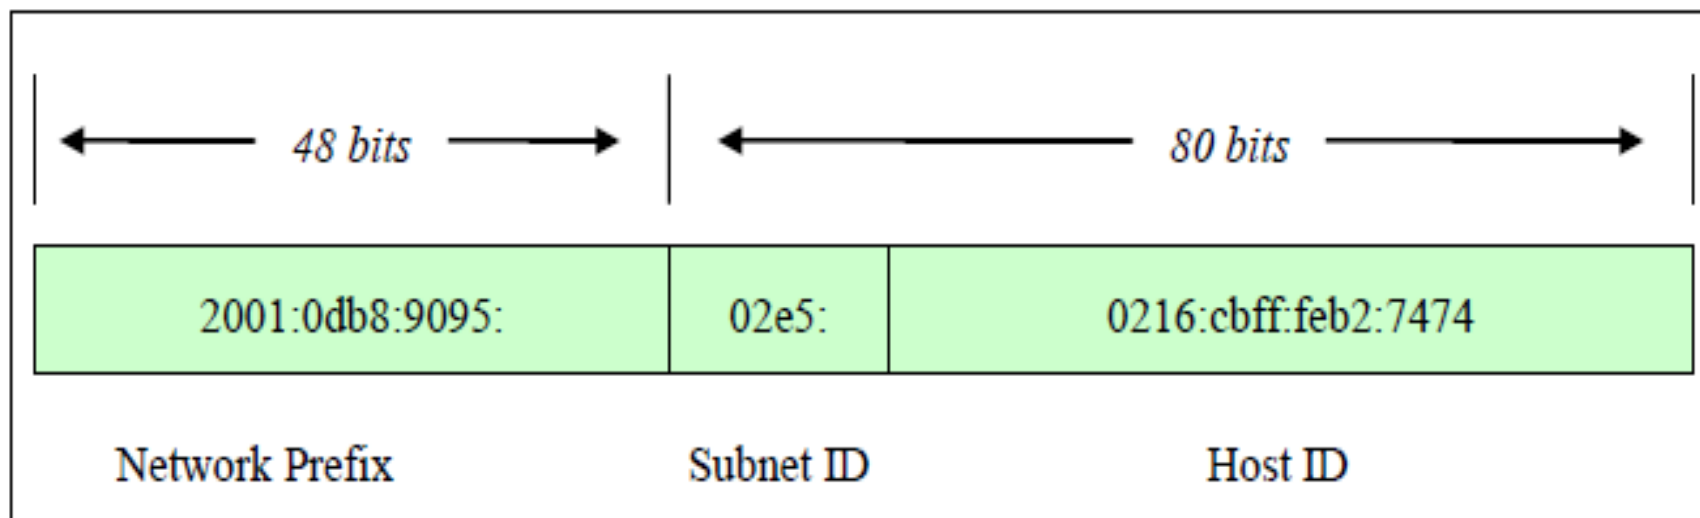 48 bits 80 bits
2001:0db8:9095: 02e5: 0216:cbff:feb2:7474
Network Prefix Subnet ID Host ID